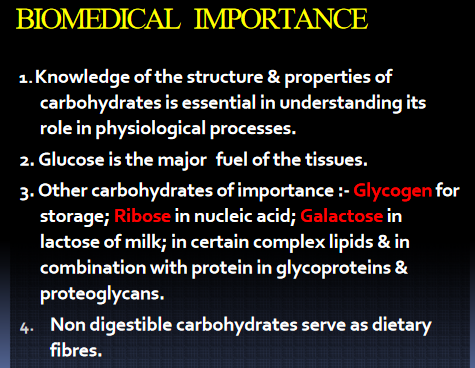 BIOMEDICAL IMPORTANCE
1. Knowledge of the structure & properties of
carbohydrates is essential in understanding its
role in physiological processes.
2. Glucose is the major fuel of the tissues.
3. Other carbohydrates of importance :- Glycogen for
storage; Ribose in nucleic acid; Galactose in
lactose of milk; in certain complex lipids & in
combination with protein in glycoproteins &
proteoglycans.
4. Non digestible carbohydrates serve as dietary
fibres.